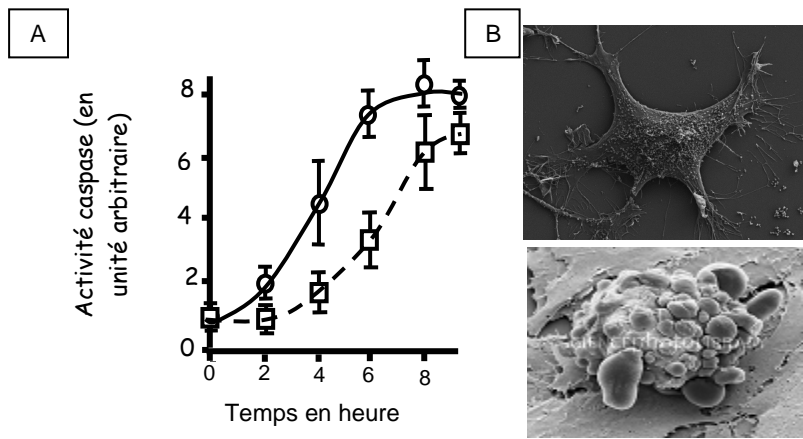 A
B
Activité caspase (en
unité arbitraire)
8
6
4
2
0
0
2
4
6
8
Temps en heure